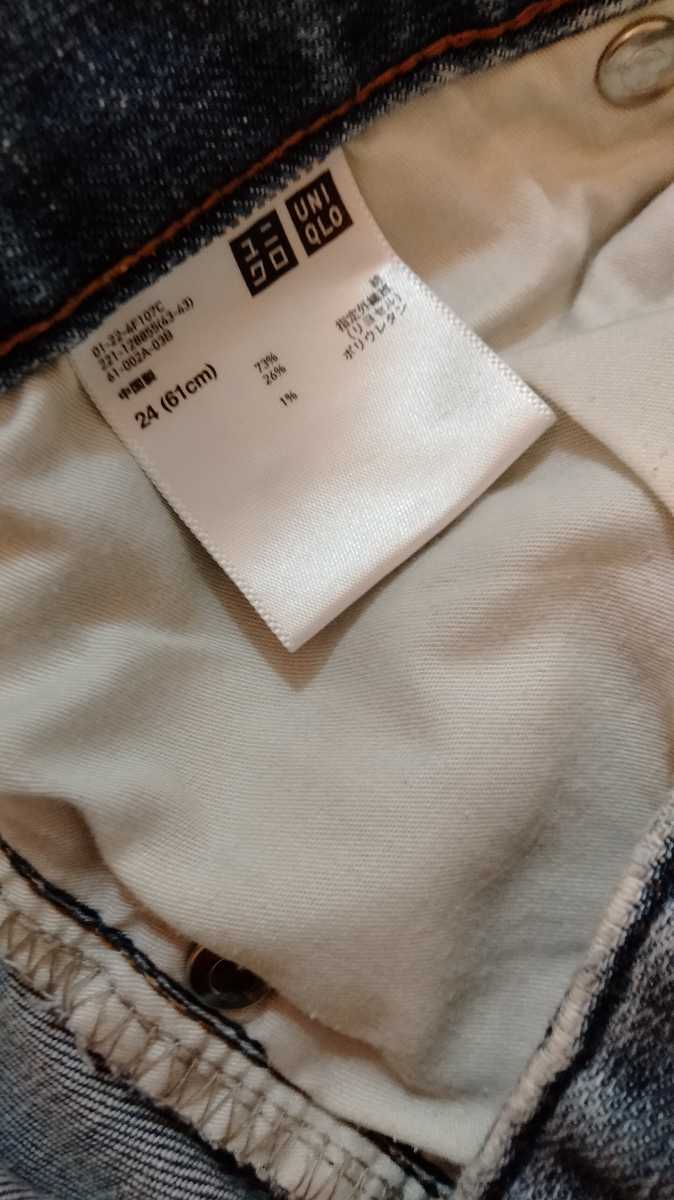 ユニ
クロ
UNI
QLO
綿 73%
指定外繊維 26%
(リヨセル)
ポリウレタン 1%
01-22-4F107C
221-128855(43-43)
61-002A-03B
中国製
24 (61cm)